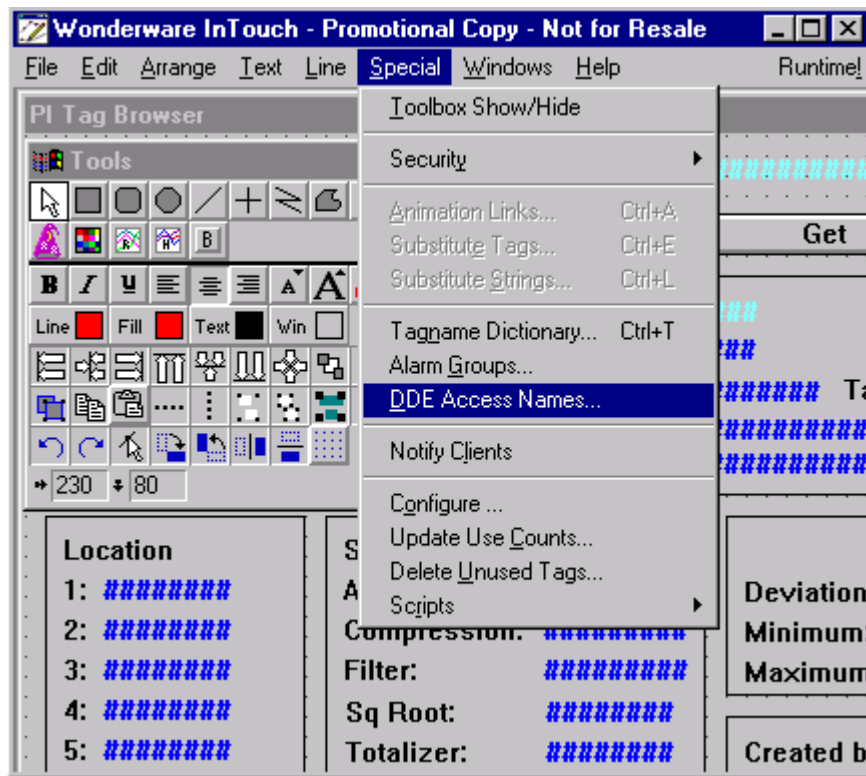 Wonderware InTouch - Promotional Copy - Not for Resale
File Edit Arrange Text Line Special Windows Help Runtime!
PI Tag Browser
Toolbox Show/Hide
Tools
Security
##########
Animation Links... Ctrl+A
Substitute Tags... Ctrl+E
Substitute Strings... Ctrl+L
Get
B
B I U A A
Line Fill Text Win
###
Tagname Dictionary... Ctrl+T
##
Alarm Groups...
DDE Access Names...
#######
Notify Clients
##########
##########
230 80
Configure ...
Update Use Counts...
Delete Unused Tags...
Scripts
Location
1: ########
2: ########
3: ########
4: ########
5: ########
Compression: #########
Filter: #########
Sq Root: ########
Totalizer: ########
Deviation
Minimum:
Maximum
Created b